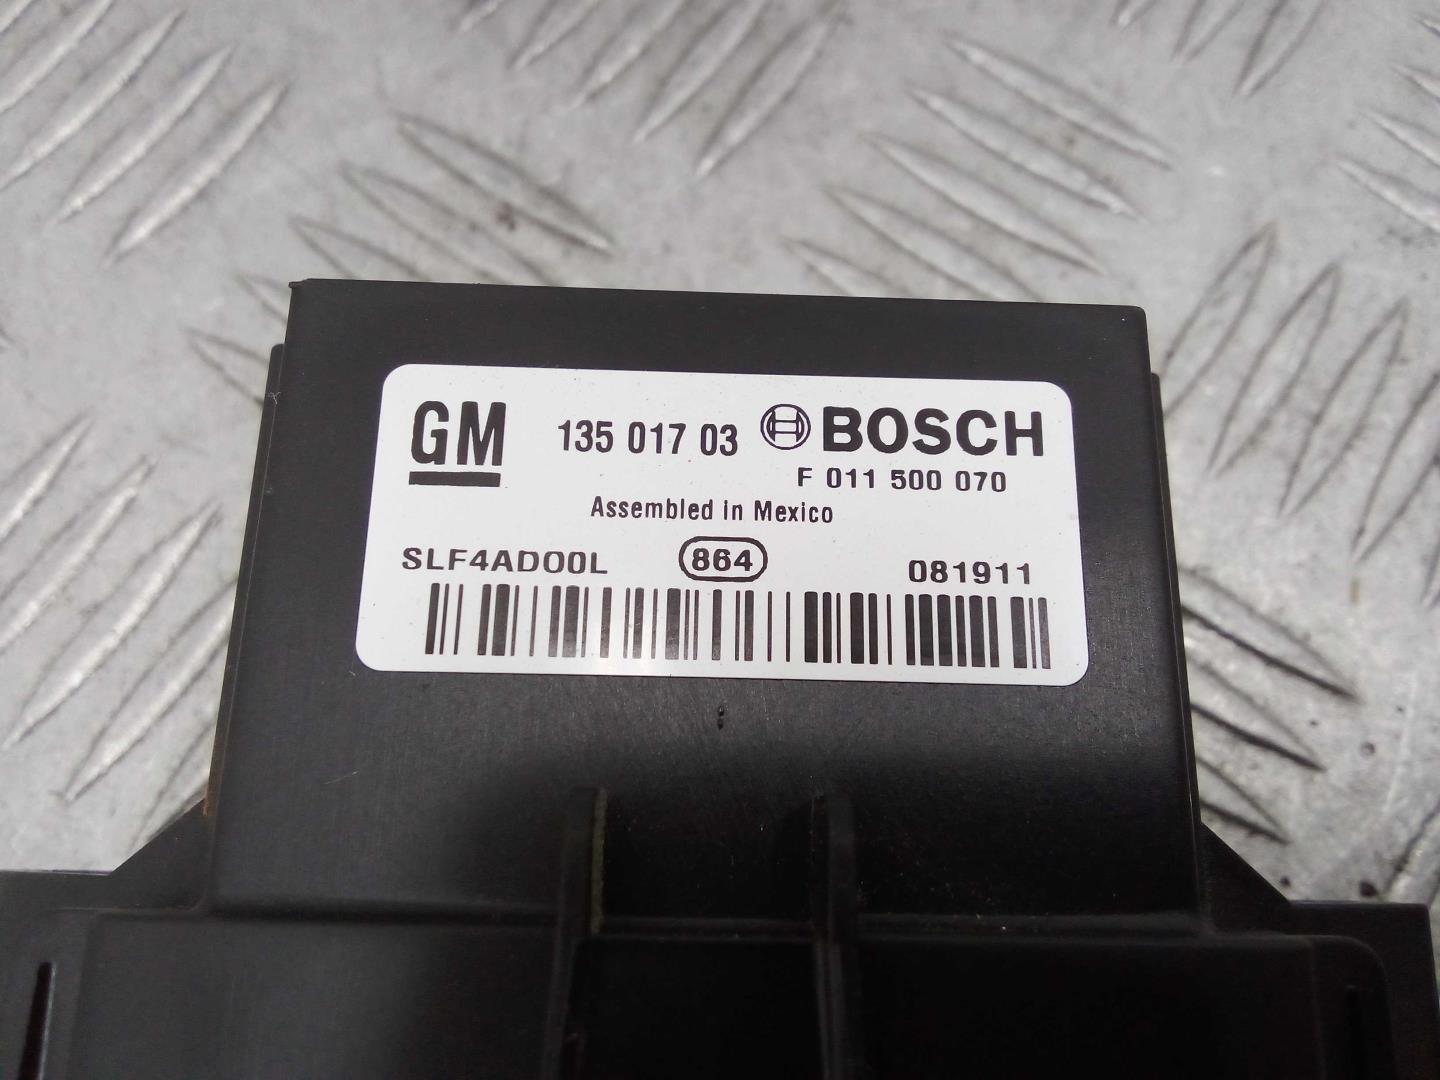 GM 135 017 03 BOSCH
F 011 500 070
Assembled in Mexico
SLF4AD00L 864 081911